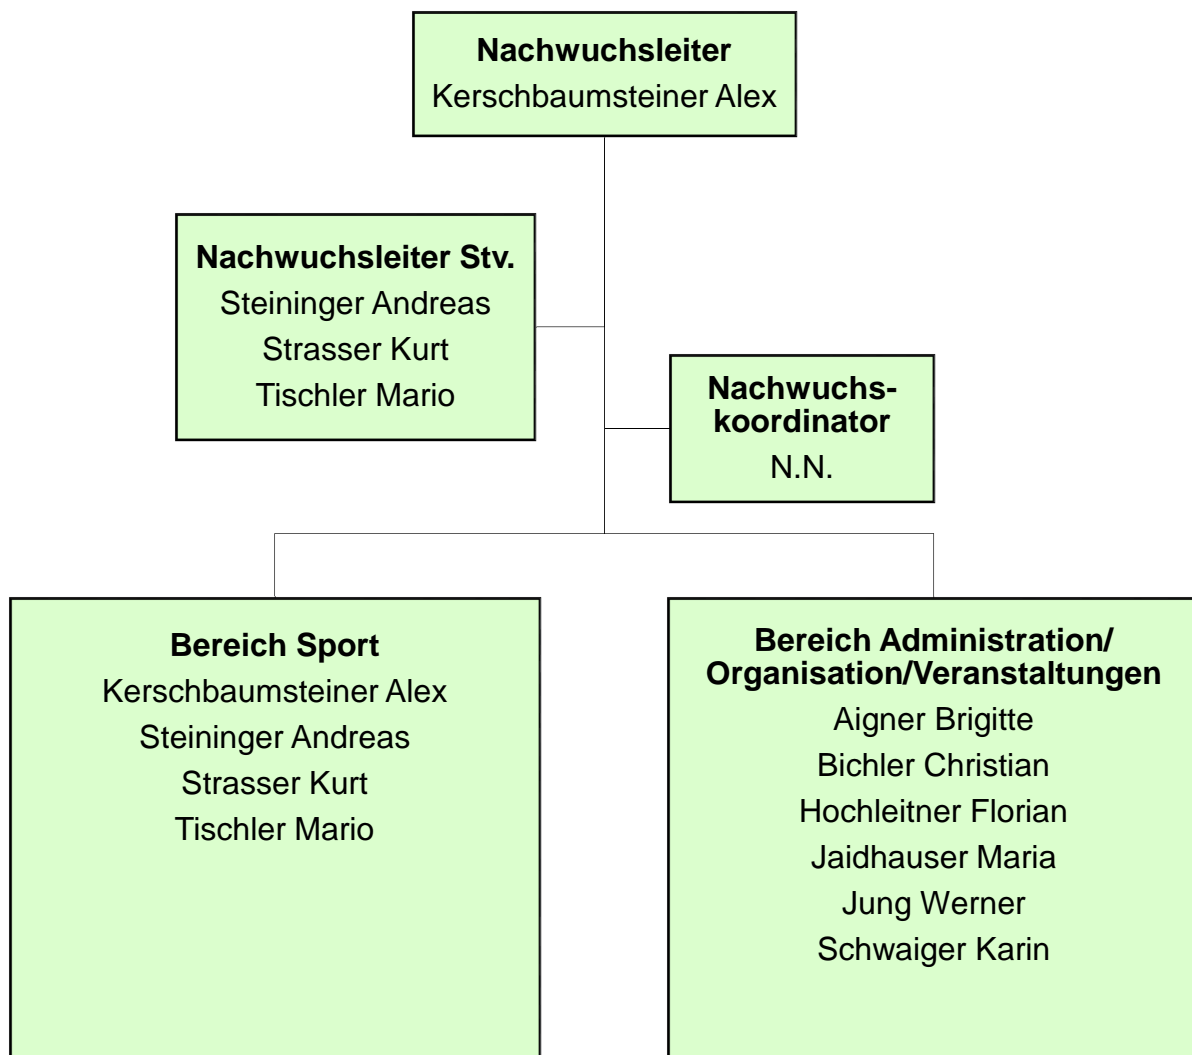 Nachwuchsleiter
Kerschbaumsteiner Alex
Nachwuchsleiter Stv.
Steininger Andreas
Strasser Kurt
Tischler Mario
Nachwuchs-
koordinator
N.N.
Bereich Sport
Kerschbaumsteiner Alex
Steininger Andreas
Strasser Kurt
Tischler Mario
Bereich Administration/
Organisation/Veranstaltungen
Aigner Brigitte
Bichler Christian
Hochleitner Florian
Jaidhauser Maria
Jung Werner
Schwaiger Karin